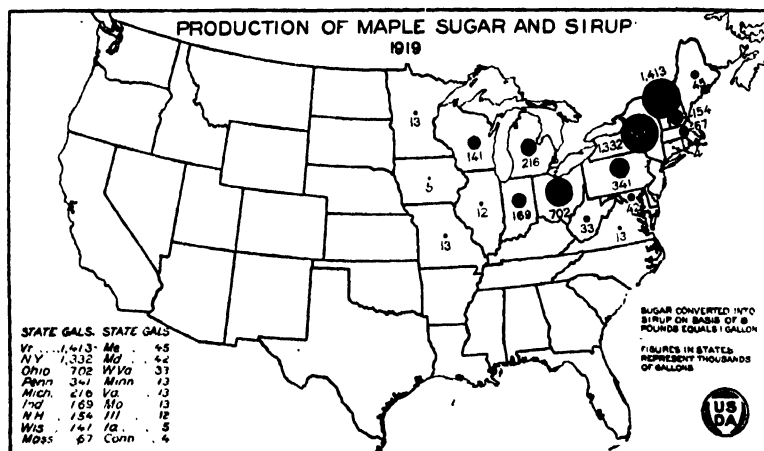 PRODUCTION OF MAPLE SUGAR AND SIRUP
1919
1,413
45
154
67
13
141
216
1,332
341
5
12
169
702
42
33
13
13
STATE GALS. STATE GALS
Vt....1,413 Me. 45
N Y 1,332 Md. 42
Ohio 702 W Va.
Penn 341 Minn 13
Mich. 216 Va. .13
Ind 169 Mo 13
N H . 154 Ill 12
Wis . 141 Ia. . 5
Mass 67 Conn . 4
SUGAR CONVERTED INTO
SIRUP ON BASIS OF 8
POUNDS EQUALS 1 GALLON
FIGURES IN STATES
REPRESENT THOUSANDS
OF GALLONS
US
DA